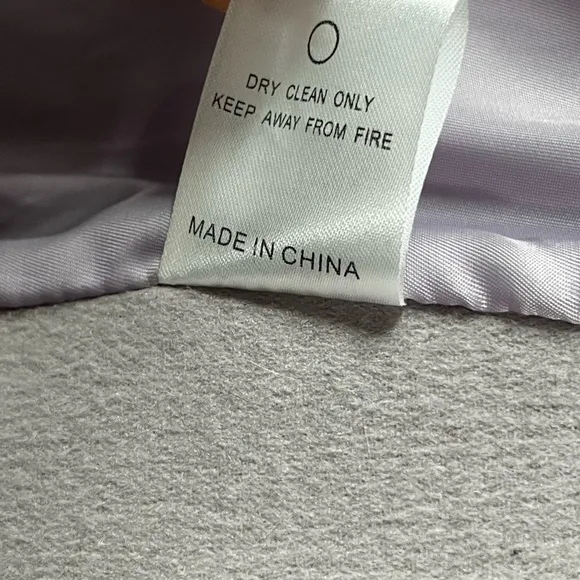 DRY CLEAN ONLY
KEEP AWAY FROM FIRE
MADE IN CHINA